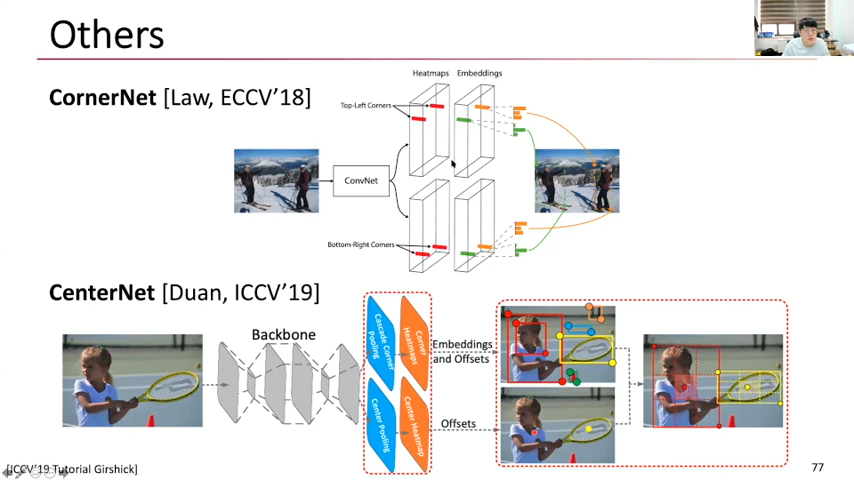 Others
CornerNet [Law, ECCV'18]
Heatmaps Embeddings
Top-Left Corners
ConvNet
Bottom-Right Corners
CenterNet [Duan, ICCV'19]
Backbone
Cascade Corner Pooling
Corner Heatmaps
Embeddings
and Offsets
Center Pooling
Center Heatmap
Offsets
[ICCV'19 Tutorial Girshick]
77